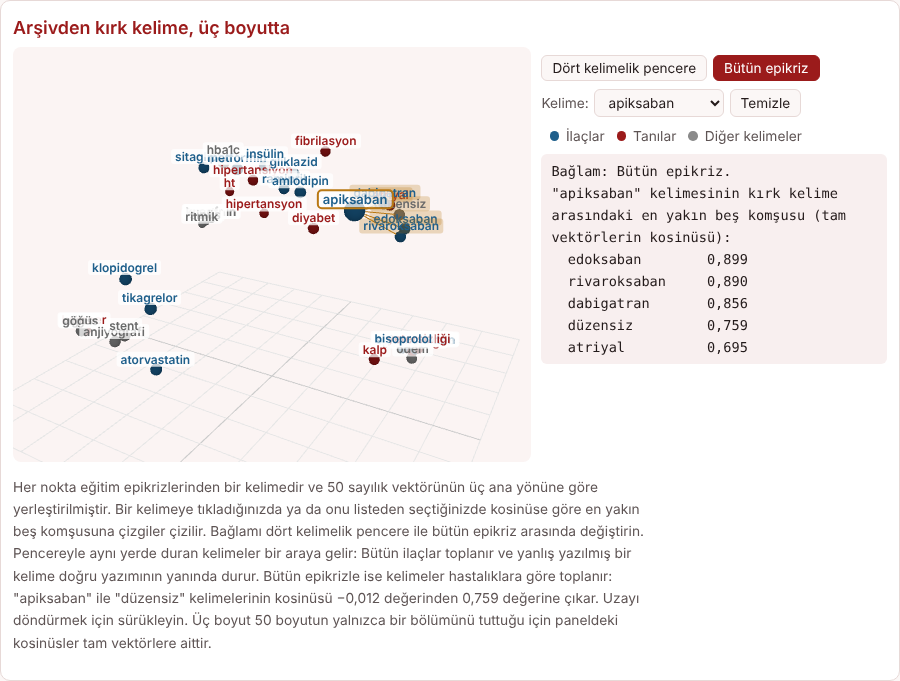 Arşivden kırk kelime, üç boyutta
Dört kelimelik pencere
Bütün epikriz
Kelime:
apiksaban
Temizle
İlaçlar
Tanılar
Diğer kelimeler
Bağlam: Bütün epikriz.
"apiksaban" kelimesinin kırk kelime
arasındaki en yakın beş komşusu (tam
vektörlerin kosinüsü):
edoksaban 0,899
rivaroksaban 0,856
dabigatran 0,856
düzensiz 0,759
atriyal 0,695
fibrilasyon
hba1c
insülin
gliklazid
amlodipin
ht
apiksaban
hipertansiyon
ritmik
diyabet
edoksaban
rivaroksaban
klopidogrel
tikagrelor
göğüs
stent
anjiyografi
atorvastatin
bisoprolol
kalp
ödem
Her nokta eğitim epikrizlerinden bir kelimedir ve 50 sayılık vektörünün üç ana yönüne göre
yerleştirilmiştir. Bir kelimeye tıkladığınızda ya da onu listeden seçtiğinizde kosinüse göre en yakın
beş komşusuna çizgiler çizilir. Bağlamı dört kelimelik pencere ile bütün epikriz arasında değiştirin.
Pencereyle aynı yerde duran kelimeler bir araya gelir: Bütün ilaçlar toplanır ve yanlış yazılmış bir
kelime doğru yazımının yanında durur. Bütün epikrizle ise kelimeler hastalıklara göre toplanır:
"apiksaban" ile "düzensiz" kelimelerinin kosinüsü −0,012 değerinden 0,759 değerine çıkar. Uzayı
döndürmek için sürükleyin. Üç boyut 50 boyutun yalnızca bir bölümünü tuttuğu için paneldeki
kosinüsler tam vektörlere aittir.